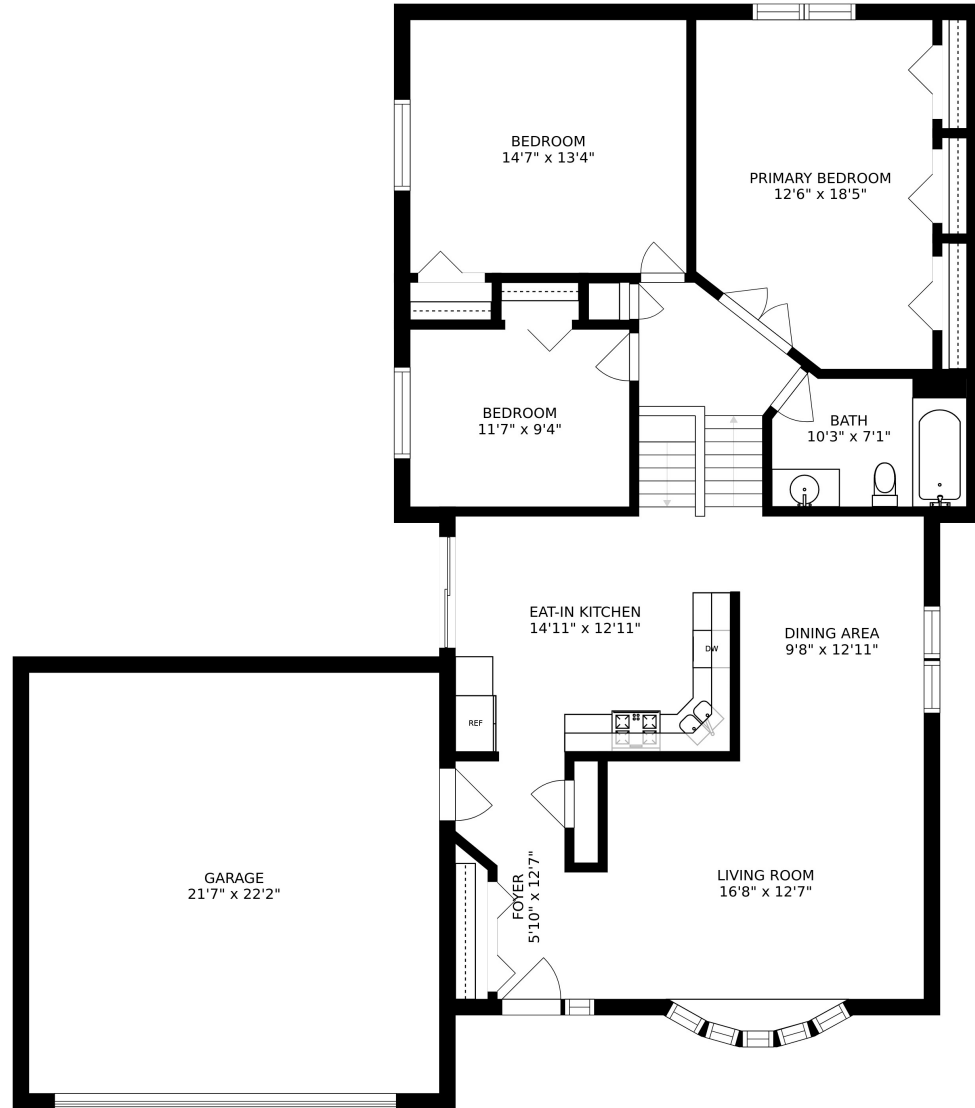 BEDROOM
14'7" x 13'4"
PRIMARY BEDROOM
12'6" x 18'5"
BEDROOM
11'7" x 9'4"
BATH
10'3" x 7'1"
EAT-IN KITCHEN
14'11" x 12'11"
DINING AREA
9'8" x 12'11"
DW
REF
GARAGE
21'7" x 22'2"
FOYER
5'10" x 12'7"
LIVING ROOM
16'8" x 12'7"